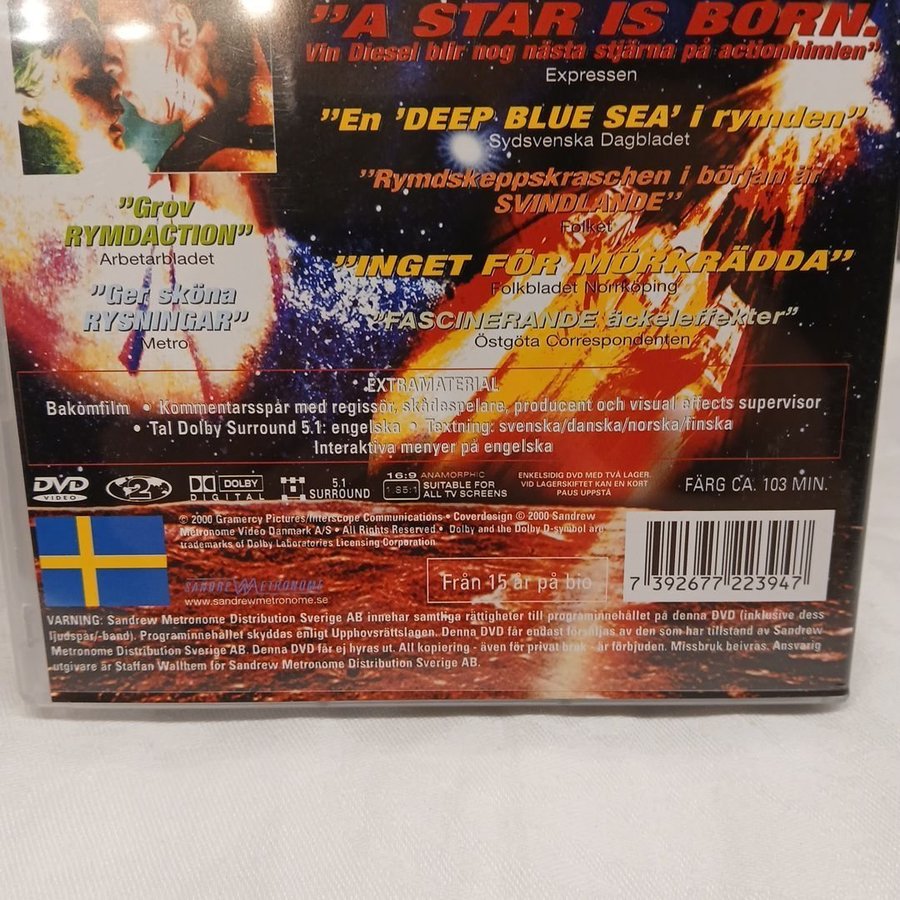 "A STAR IS BORN.
Vin Diesel blir nog nästa stjärna på actionhimlen"
Expressen
"En 'DEEP BLUE SEA' i rymden"
Sydsvenska Dagbladet
"Rymdskeppskraschen i början är
SVINDLANDE"
Folket
"Grov
RYMDACTION"
Arbetarbladet
"INGET FÖR MÖRKRÄDDA"
Folkbladet Norrköping
"Ger sköna
RYSNINGAR"
Metro
"FASCINERANDE äckeleffekter"
Östgöta Correspondenten
• EXTRAMATERIAL
Bakomfilm • Kommentarsspår med regissör, skådespelare, producent och visual effects supervisor
• Tal Dolby Surround 5.1: engelska • Textning: svenska/danska/norska/finska
Interaktiva menyer på engelska
DVD
VIDEO
2
DOLBY
DIGITAL
5.1
SURROUND
16:9
1.85:1
ANAMORPHIC
SUITABLE FOR
ALL TV SCREENS
ENKELSIDIG DVD MED TVÅ LAGER.
VID LAGERSKIFTET KAN EN KORT
PAUS UPPSTÅ
FÄRG CA. 103 MIN.
© 2000 Gramercy Pictures/Interscope Communications • Coverdesign © 2000 Sandrew
Metronome Video Danmark A/S • All Rights Reserved • Dolby and the Dolby D-symbol are
trademarks of Dolby Laboratories Licensing Corporation
SANDREW METRONOME
www.sandrewmetronome.se
Från 15 år på bio
7 392677 223947
VARNING: Sandrew Metronome Distribution Sverige AB innehar samtliga rättigheter till programinnehållet på denna DVD (inklusive dess
ljudspår/-band). Programinnehållet skyddas enligt Upphovsrättslagen. Denna DVD får endast försäljas av den som har tillstand av Sandrew
Metronome Distribution Sverige AB. Denna DVD får ej hyras ut. All kopiering - även för privat bruk - är förbjuden. Missbruk beivras. Ansvarig
utgivare är Staffan Wallhem för Sandrew Metronome Distribution Sverige AB.